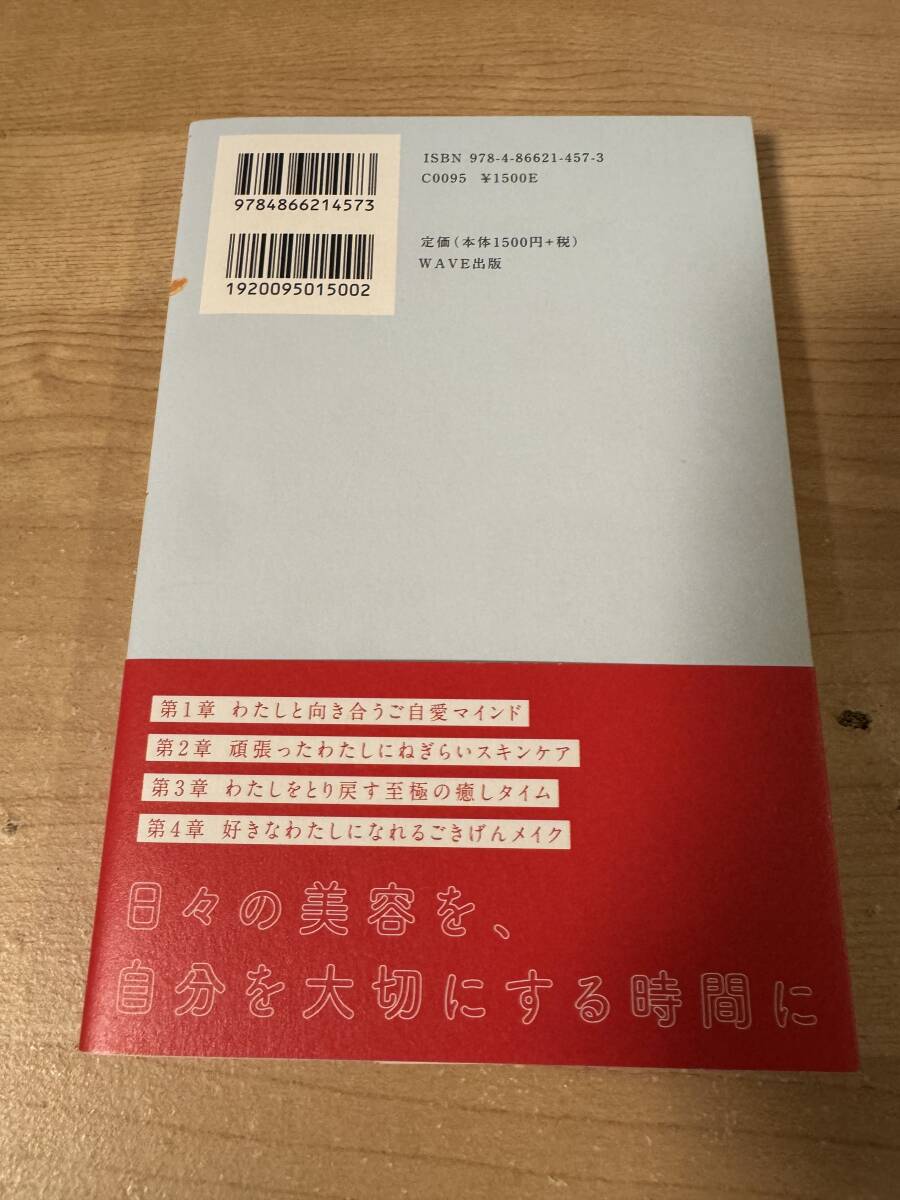 9784866214573
1920095015002
ISBN 978-4-86621-457-3
C0095 ¥1500E
定価(本体1500円+税)
WAVE出版
第1章 わたしと向き合うご自愛マインド
第2章 頑張ったわたしにねぎらいスキンケア
第3章 わたしをとり戻す至極の癒しタイム
第4章 好きなわたしになれるごきげんメイク
日々の美容を、
自分を大切にする時間に